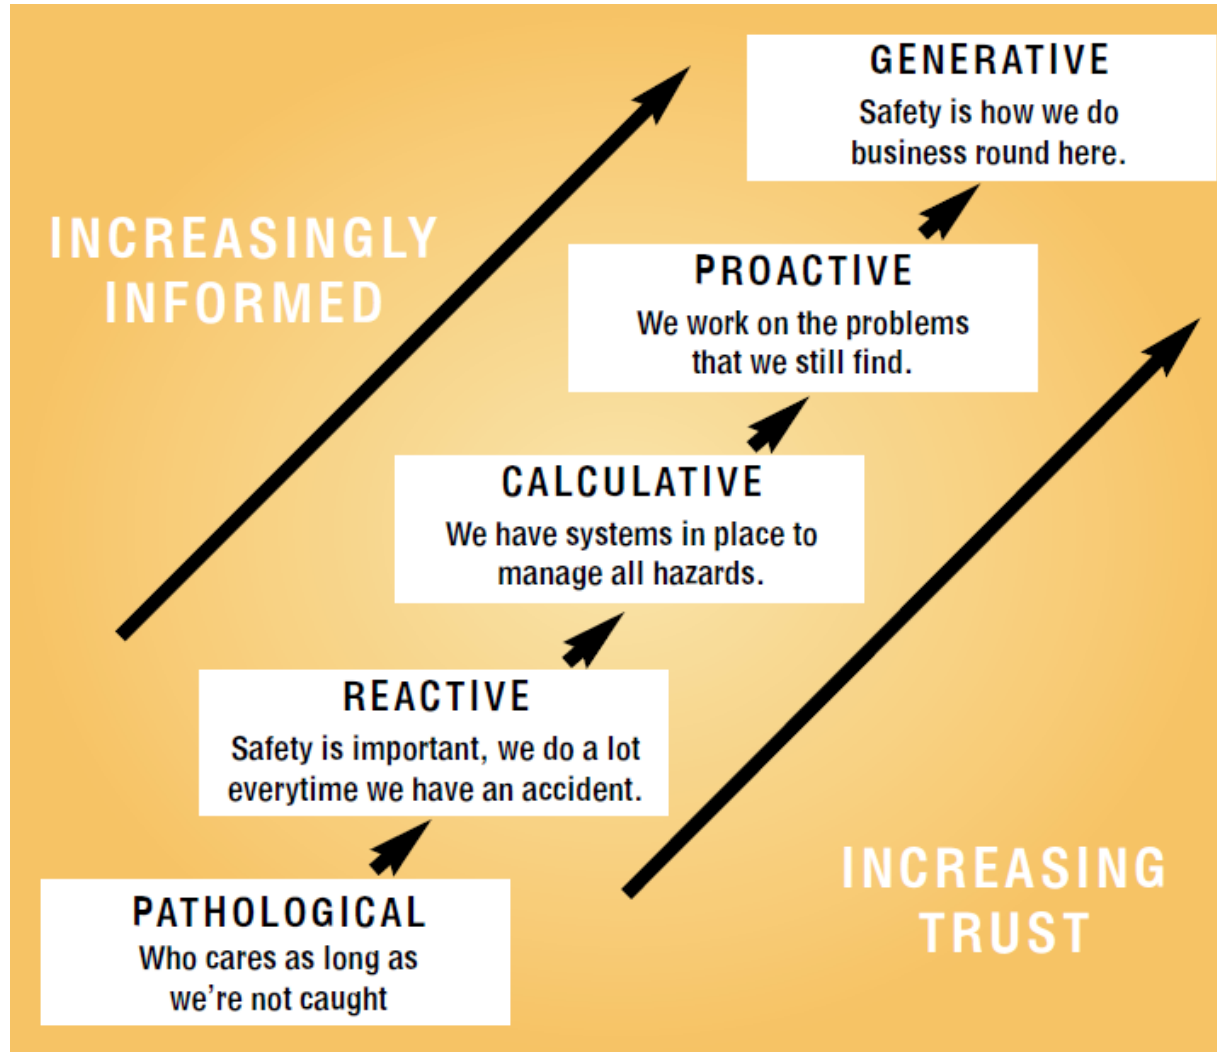 GENERATIVE
Safety is how we do
business round here.
INCREASINGLY
INFORMED
PROACTIVE
We work on the problems
that we still find.
CALCULATIVE
We have systems in place to
manage all hazards.
REACTIVE
Safety is important, we do a lot
everytime we have an accident.
INCREASING
TRUST
PATHOLOGICAL
Who cares as long as
we're not caught